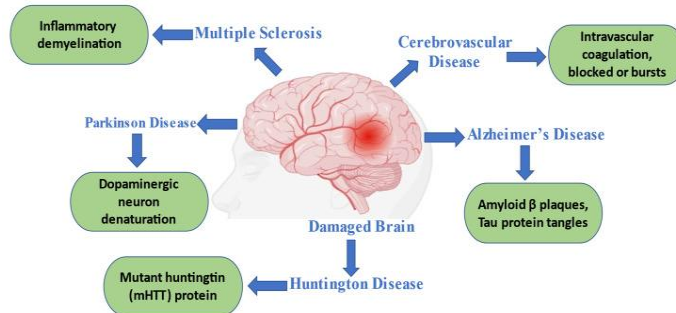 Inflammatory
demyelination
Multiple Sclerosis
Cerebrovascular
Disease
Intravascular
coagulation,
blocked or bursts
Parkinson Disease
Alzheimer's Disease
Dopaminergic
neuron
denaturation
Amyloid β plaques,
Tau protein tangles
Damaged Brain
Mutant huntingtin
(mHTT) protein
Huntington Disease